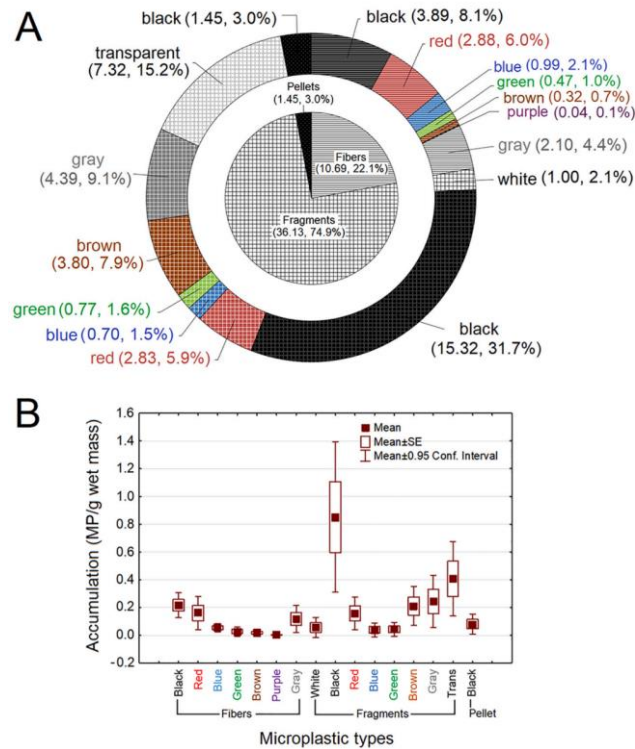 A
black (1.45, 3.0%)
black (3.89, 8.1%)
transparent
(7.32, 15.2%)
red (2.88, 6.0%)
blue (0.99, 2.1%)
green (0.47, 1.0%)
brown (0.32, 0.7%)
purple (0.04, 0.1%)
Pellets
(1.45, 3.0%)
gray (2.10, 4.4%)
gray
(4.39, 9.1%)
Fibers
(10.69, 22.1%)
white (1.00, 2.1%)
Fragments
(36.13, 74.9%)
brown
(3.80, 7.9%)
green (0.77, 1.6%)
blue (0.70, 1.5%)
red (2.83, 5.9%)
black
(15.32, 31.7%)
B
Accumulation (MP/g wet mass)
1.6
1.4
1.2
1.0
0.8
0.6
0.4
0.2
0.0
-0.2
Mean
Mean±SE
Mean±0.95 Conf. Interval
Black
Red
Blue
Green
Brown
Purple
Gray
White
Black
Red
Blue
Green
Brown
Gray
Trans
Black
Fibers
Fragments
Pellet
Microplastic types